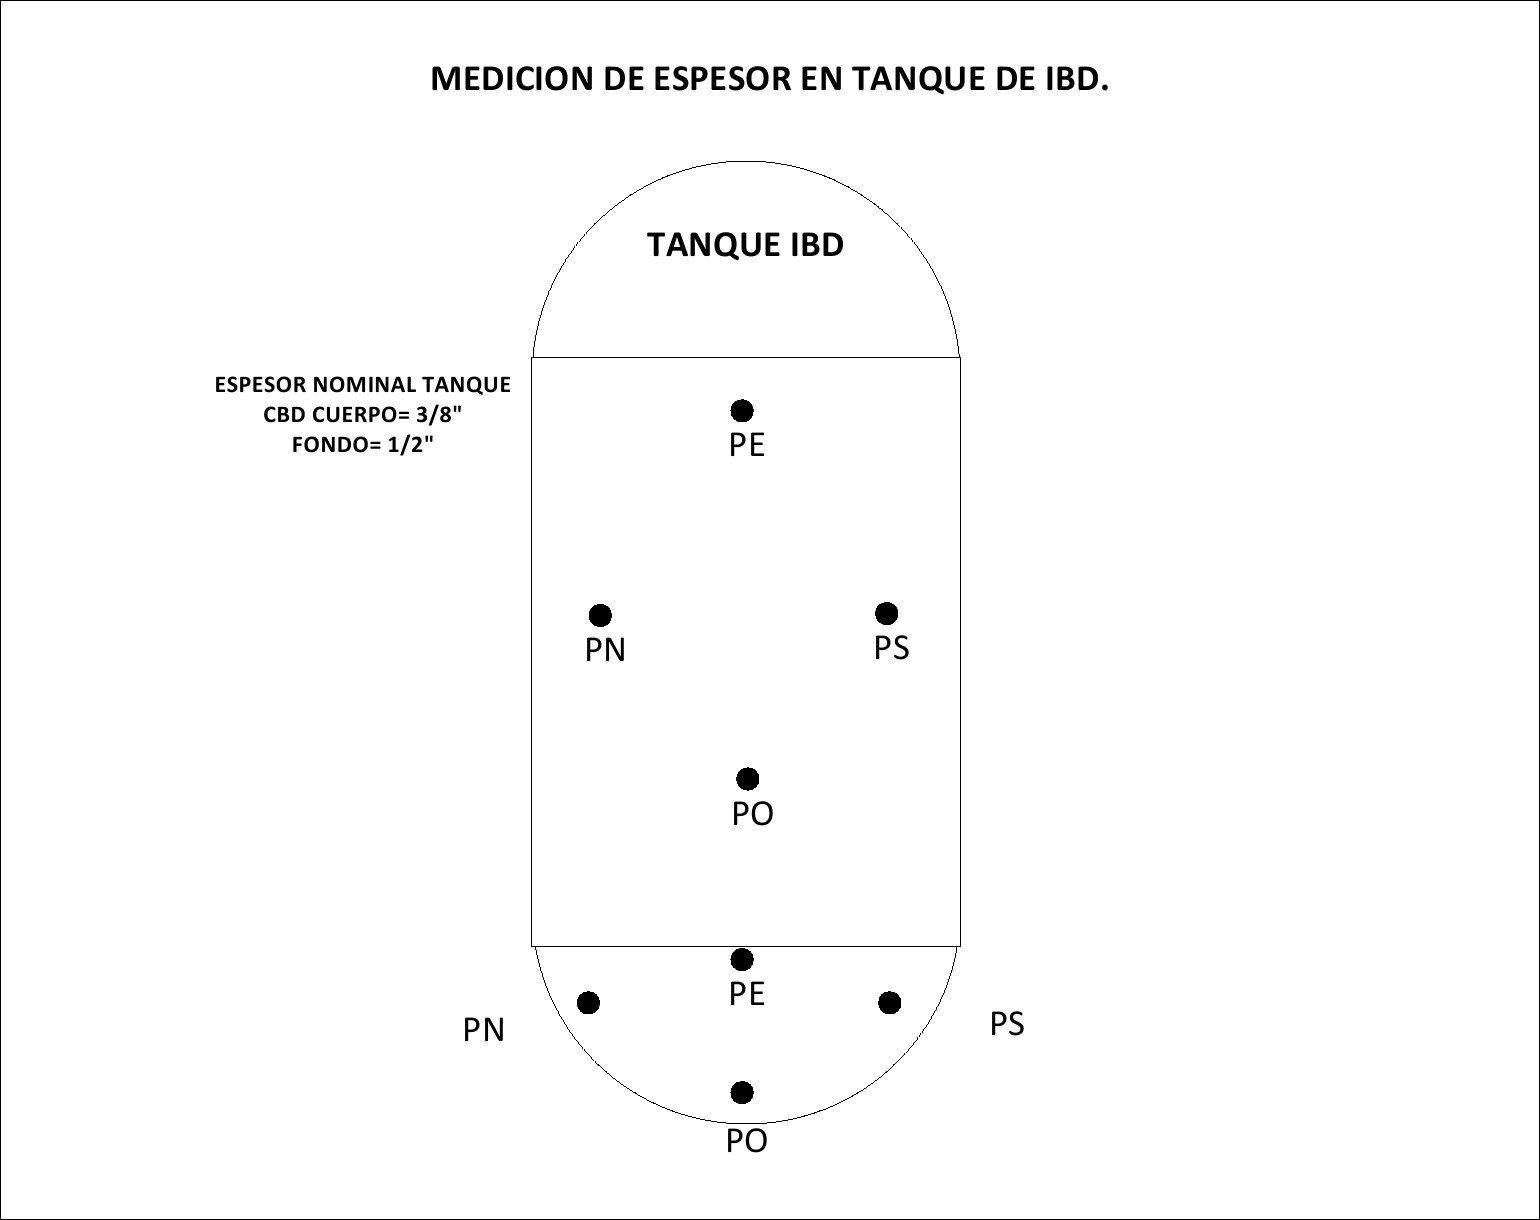 MEDICION DE ESPESOR EN TANQUE DE IBD.
TANQUE IBD
ESPESOR NOMINAL TANQUE
CBD CUERPO= 3/8"
FONDO= 1/2"
PE
PN
PS
PO
PE
PN
PS
PO